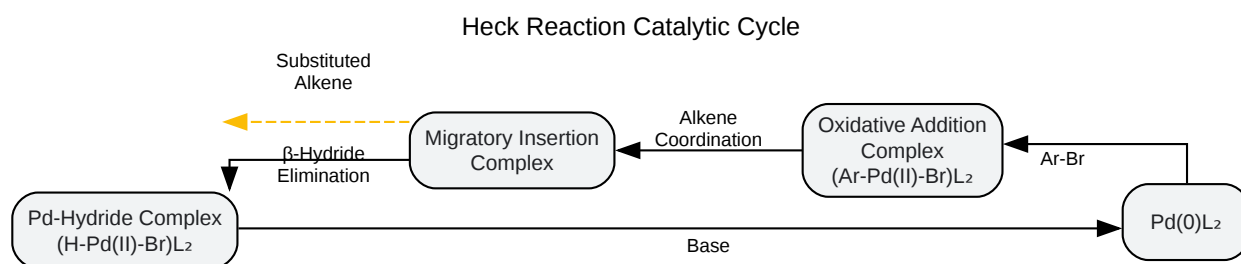 Heck Reaction Catalytic Cycle
Substituted
Alkene
Migratory Insertion
Complex
Alkene
Coordination
Oxidative Addition
Complex
(Ar-Pd(II)-Br)L₂
Ar-Br
β-Hydride
Elimination
Pd-Hydride Complex
(H-Pd(II)-Br)L₂
Base
Pd(0)L₂